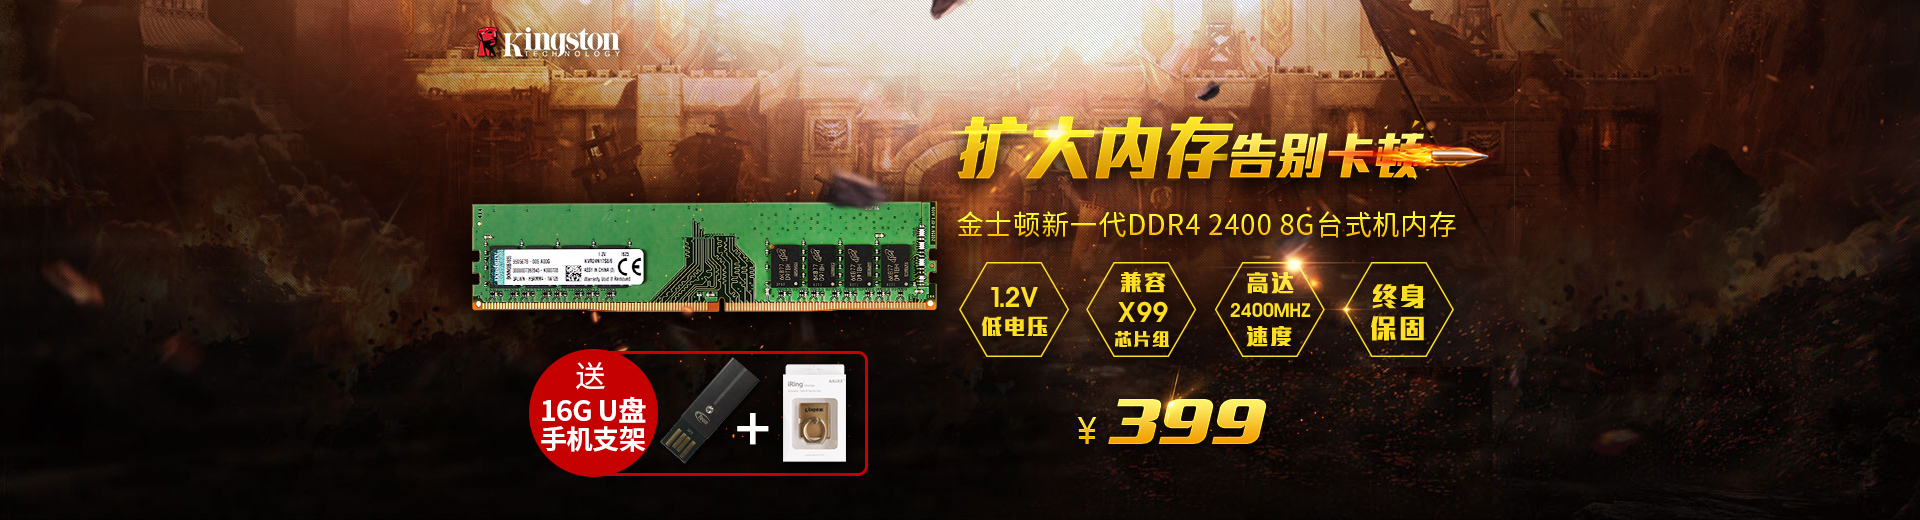 Kingston
TECHNOLOGY
扩大内存告别卡顿
金士顿新一代DDR4 2400 8G台式机内存
1.2V
低电压
兼容
X99
芯片组
高达
2400MHZ
速度
终身
保固
¥ 399
送
16G U盘
手机支架
+
iRing